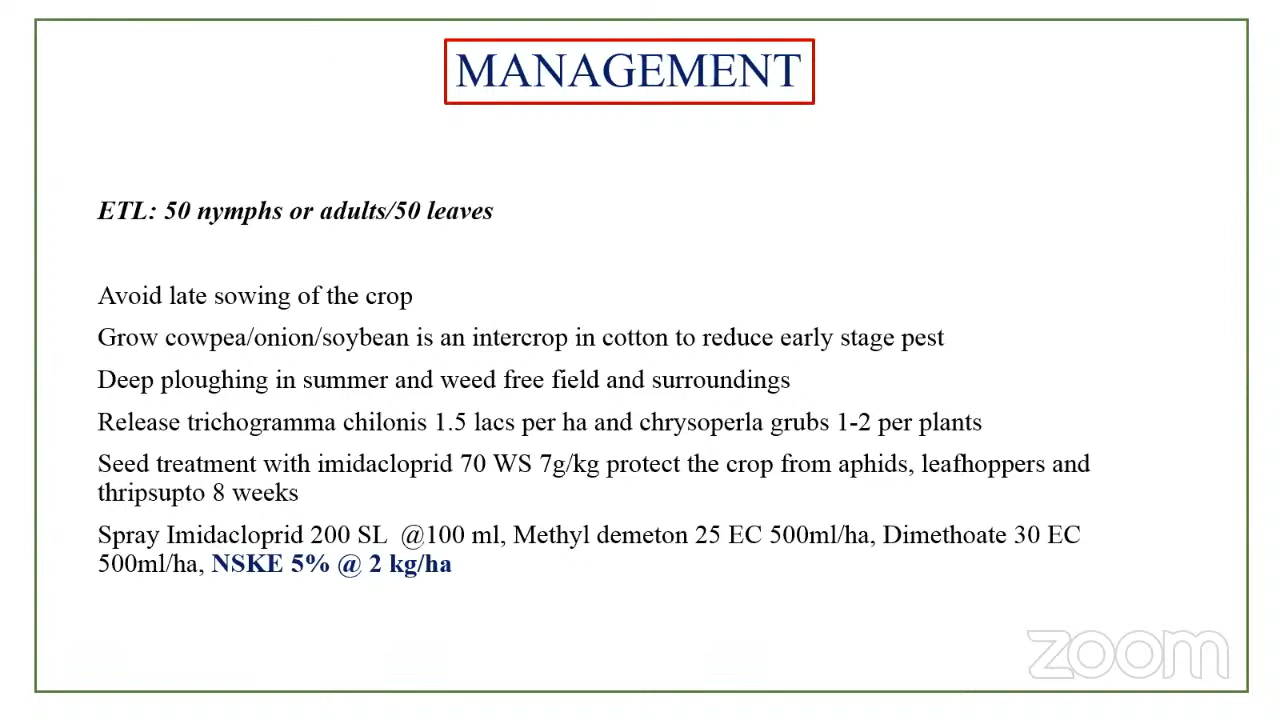 MANAGEMENT
ETL: 50 nymphs or adults/50 leaves
Avoid late sowing of the crop
Grow cowpea/onion/soybean is an intercrop in cotton to reduce early stage pest
Deep ploughing in summer and weed free field and surroundings
Release trichogramma chilonis 1.5 lacs per ha and chrysoperla grubs 1-2 per plants
Seed treatment with imidacloprid 70 WS 7g/kg protect the crop from aphids, leafhoppers and
thripsupto 8 weeks
Spray Imidacloprid 200 SL @100 ml, Methyl demeton 25 EC 500ml/ha, Dimethoate 30 EC
500ml/ha, NSKE 5% @ 2 kg/ha
zoom